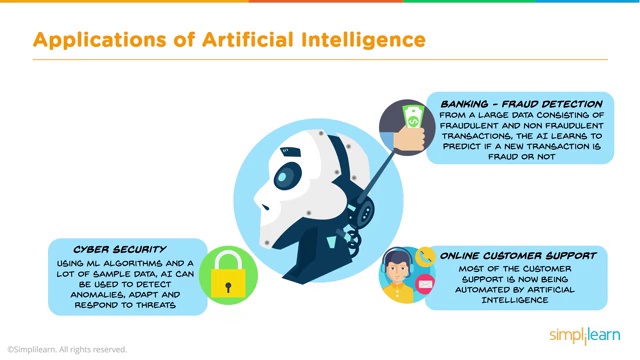 Applications of Artificial Intelligence
BANKING - FRAUD DETECTION
FROM A LARGE DATA CONSISTING OF
FRAUDULENT AND NON FRAUDULENT
TRANSACTIONS, THE AI LEARNS TO
PREDICT IF A NEW TRANSACTION IS
FRAUD OR NOT
CYBER SECURITY
USING ML ALGORITHMS AND A
LOT OF SAMPLE DATA, AI CAN
BE USED TO DETECT
ANOMALIES, ADAPT AND
RESPOND TO THREATS
ONLINE CUSTOMER SUPPORT
MOST OF THE CUSTOMER
SUPPORT IS NOW BEING
AUTOMATED BY ARTIFICIAL
INTELLIGENCE
©Simplilearn. All rights reserved.
simplilearn